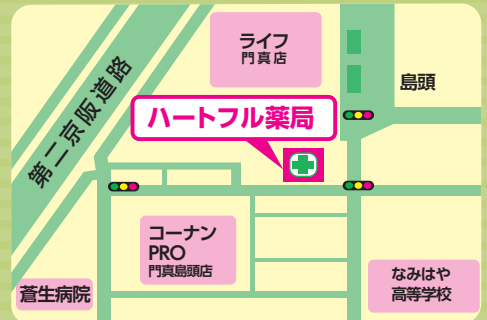 ライフ
門真店
島頭
第二京阪道路
ハートフル薬局
コーナン
PRO
門真島頭店
蒼生病院
なみはや
高等学校